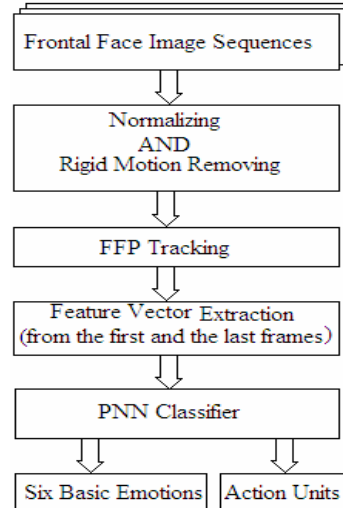 Frontal Face Image Sequences
Normalizing
AND
Rigid Motion Removing
FFP Tracking
Feature Vector Extraction
(from the first and the last frames)
PNN Classifier
Six Basic Emotions
Action Units